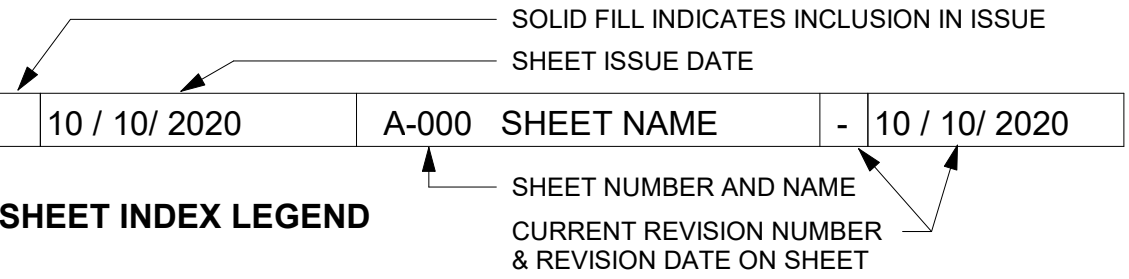 SOLID FILL INDICATES INCLUSION IN ISSUE
SHEET ISSUE DATE
10 / 10/ 2020 A-000 SHEET NAME - 10 / 10/ 2020
SHEET NUMBER AND NAME
SHEET INDEX LEGEND
CURRENT REVISION NUMBER
& REVISION DATE ON SHEET